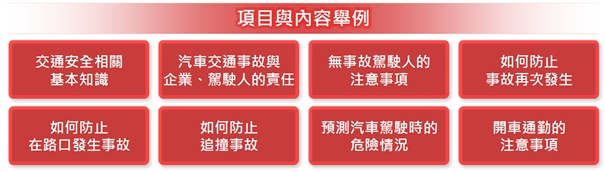 項目與內容舉例
交通安全相關
基本知識
汽車交通事故與
企業、駕駛人的責任
無事故駕駛人的
注意事項
如何防止
事故再次發生
如何防止
在路口發生事故
如何防止
追撞事故
預測汽車駕駛時的
危險情況
開車通勤的
注意事項